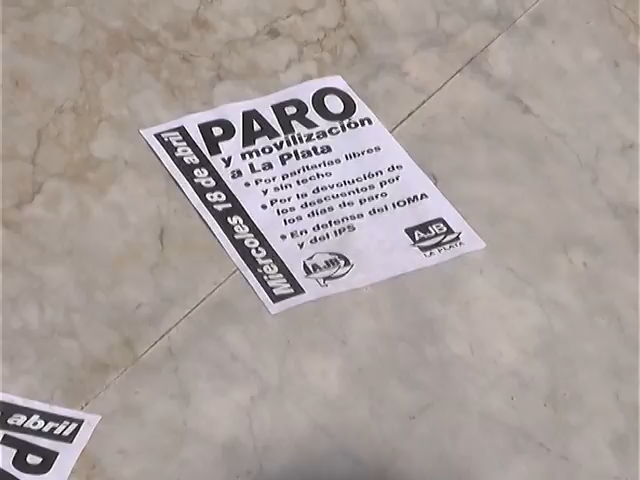 Miércoles 18 de abril
PARO
y movilización
a La Plata
• Por paritarias libres
y sin techo
• Por la devolución de
los descuentos por
los días de paro
• En defensa del IOMA
y del IPS
AJB
AJB
LA PLATA
abril
P